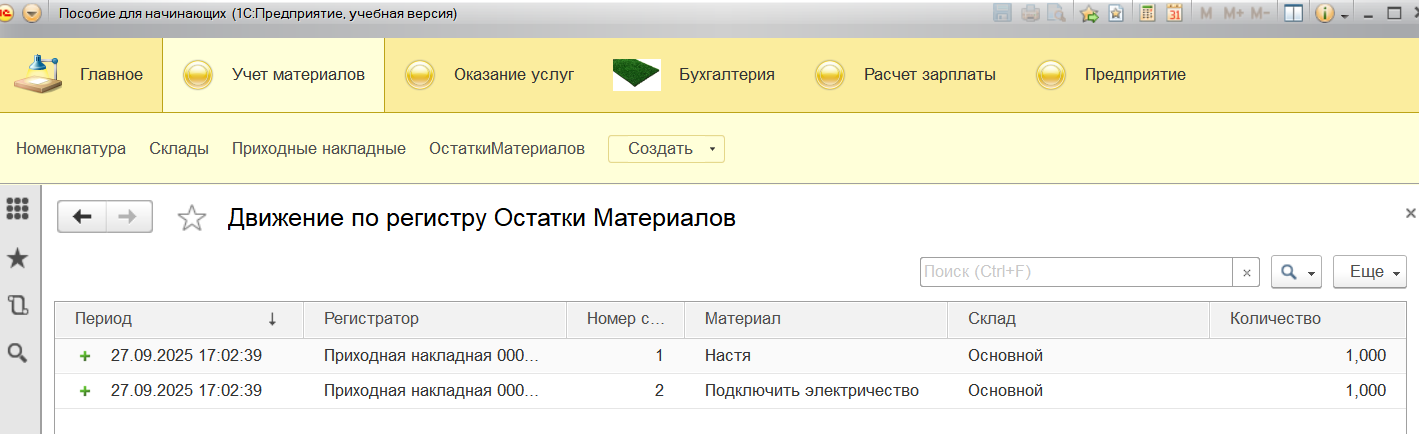 Пособие для начинающих (1С:Предприятие, учебная версия) 31 M M+ M-
Главное Учет материалов Оказание услуг Бухгалтерия Расчет зарплаты Предприятие
Номенклатура Склады Приходные накладные ОстаткиМатериалов Создать
Движение по регистру Остатки Материалов
Поиск (Ctrl+F) × Еще
Период Регистратор Номер с... Материал Склад Количество
27.09.2025 17:02:39 Приходная накладная 000... 1 Настя Основной 1,000
27.09.2025 17:02:39 Приходная накладная 000... 2 Подключить электричество Основной 1,000